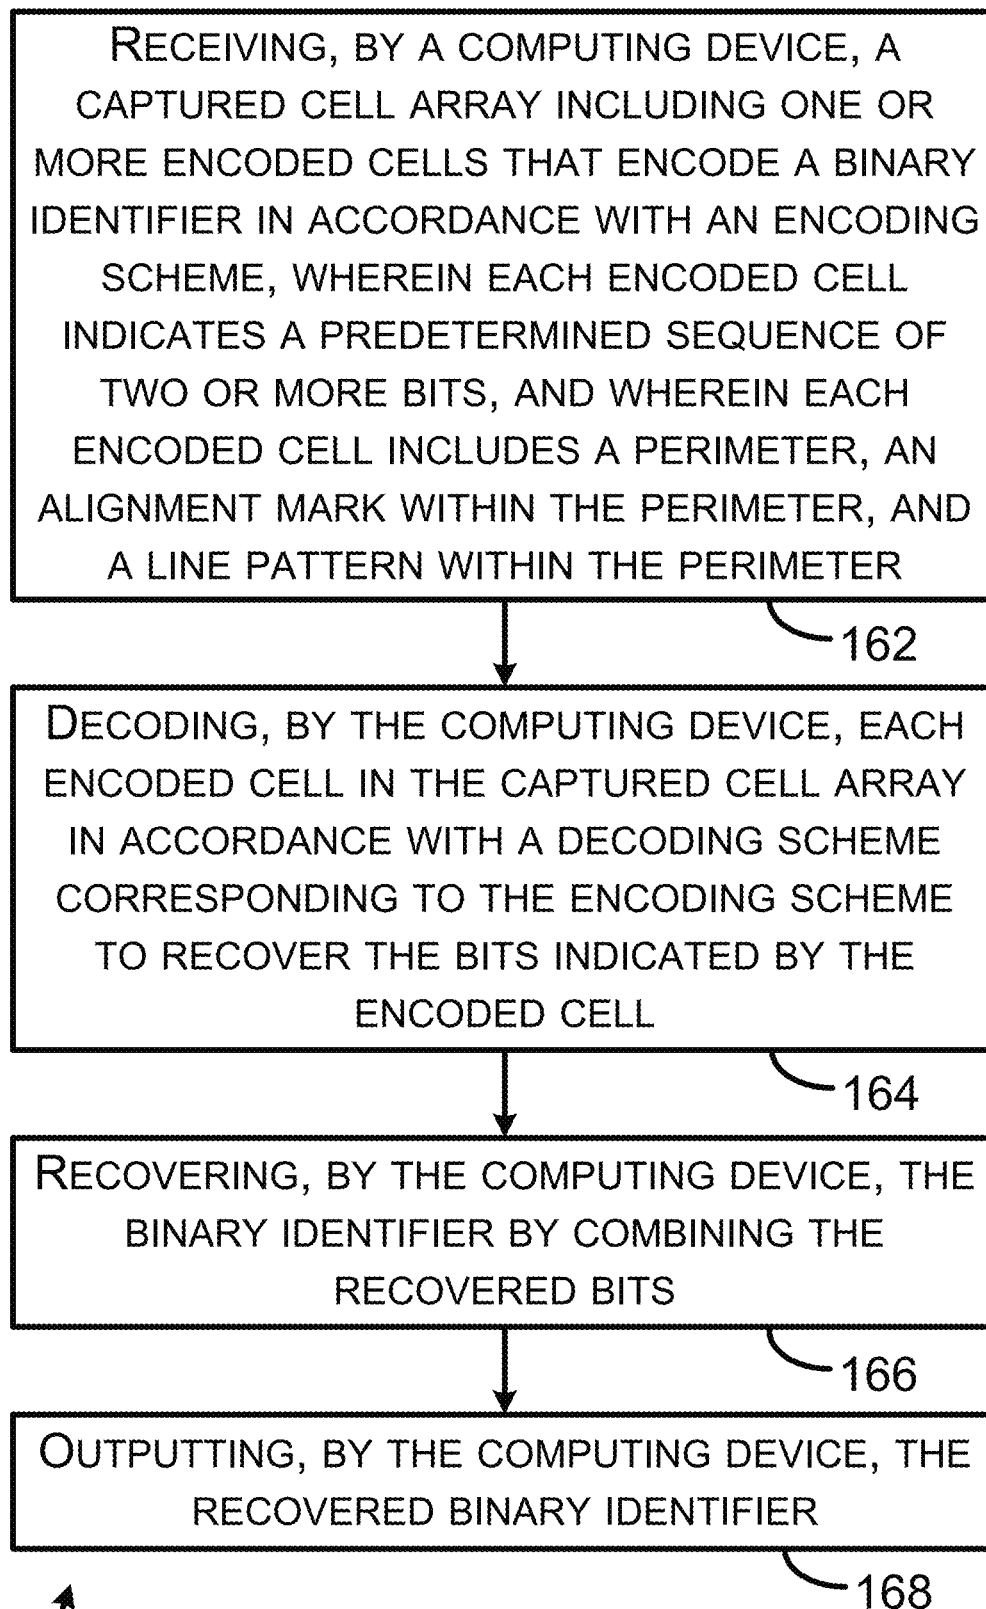 RECEIVING, BY A COMPUTING DEVICE, A
CAPTURED CELL ARRAY INCLUDING ONE OR
MORE ENCODED CELLS THAT ENCODE A BINARY
IDENTIFIER IN ACCORDANCE WITH AN ENCODING
SCHEME, WHEREIN EACH ENCODED CELL
INDICATES A PREDETERMINED SEQUENCE OF
TWO OR MORE BITS, AND WHEREIN EACH
ENCODED CELL INCLUDES A PERIMETER, AN
ALIGNMENT MARK WITHIN THE PERIMETER, AND
A LINE PATTERN WITHIN THE PERIMETER
162
DECODING, BY THE COMPUTING DEVICE, EACH
ENCODED CELL IN THE CAPTURED CELL ARRAY
IN ACCORDANCE WITH A DECODING SCHEME
CORRESPONDING TO THE ENCODING SCHEME
TO RECOVER THE BITS INDICATED BY THE
ENCODED CELL
164
RECOVERING, BY THE COMPUTING DEVICE, THE
BINARY IDENTIFIER BY COMBINING THE
RECOVERED BITS
166
OUTPUTTING, BY THE COMPUTING DEVICE, THE
RECOVERED BINARY IDENTIFIER
168